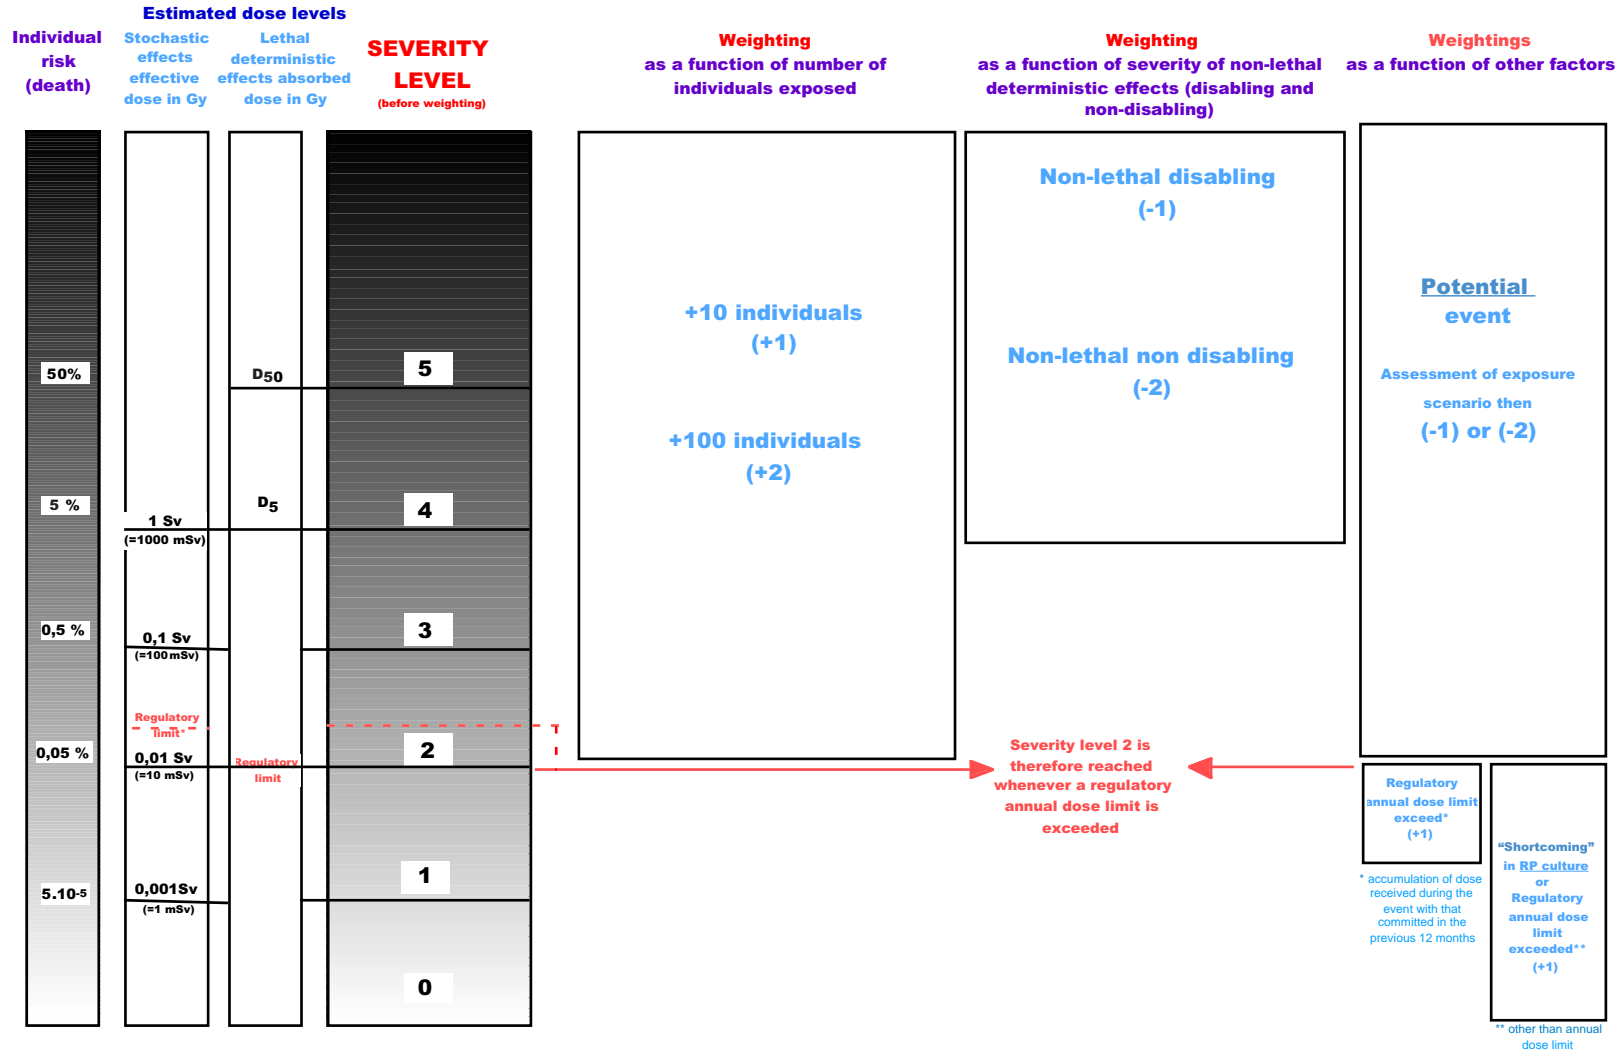 Estimated dose levels
Individual
risk
(death)
Stochastic
effects
effective
dose in Gy
Lethal
deterministic
effects absorbed
dose in Gy
SEVERITY
LEVEL
(before weighting)
Weighting
as a function of number of
individuals exposed
Weighting
as a function of severity of non-lethal
deterministic effects (disabling and
non-disabling)
Weightings
as a function of other factors
50%
5 %
0,5 %
0,05 %
5.10-5
1 Sv
(=1000 mSv)
0,1 Sv
(=100mSv)
Regulatory
limit*
0,01 Sv
(=10 mSv)
0,001Sv
(=1 mSv)
D50
D5
Regulatory
limit
5
4
3
2
1
0
+10 individuals
(+1)
+100 individuals
(+2)
Non-lethal disabling
(-1)
Non-lethal non disabling
(-2)
Severity level 2 is
therefore reached
whenever a regulatory
annual dose limit is
exceeded
Potential
event
Assessment of exposure
scenario then
(-1) or (-2)
Regulatory
annual dose limit
exceed*
(+1)
* accumulation of dose
received during the
event with that
committed in the
previous 12 months
“Shortcoming”
in RP culture
or
Regulatory
annual dose
limit
exceeded**
(+1)
** other than annual
dose limit